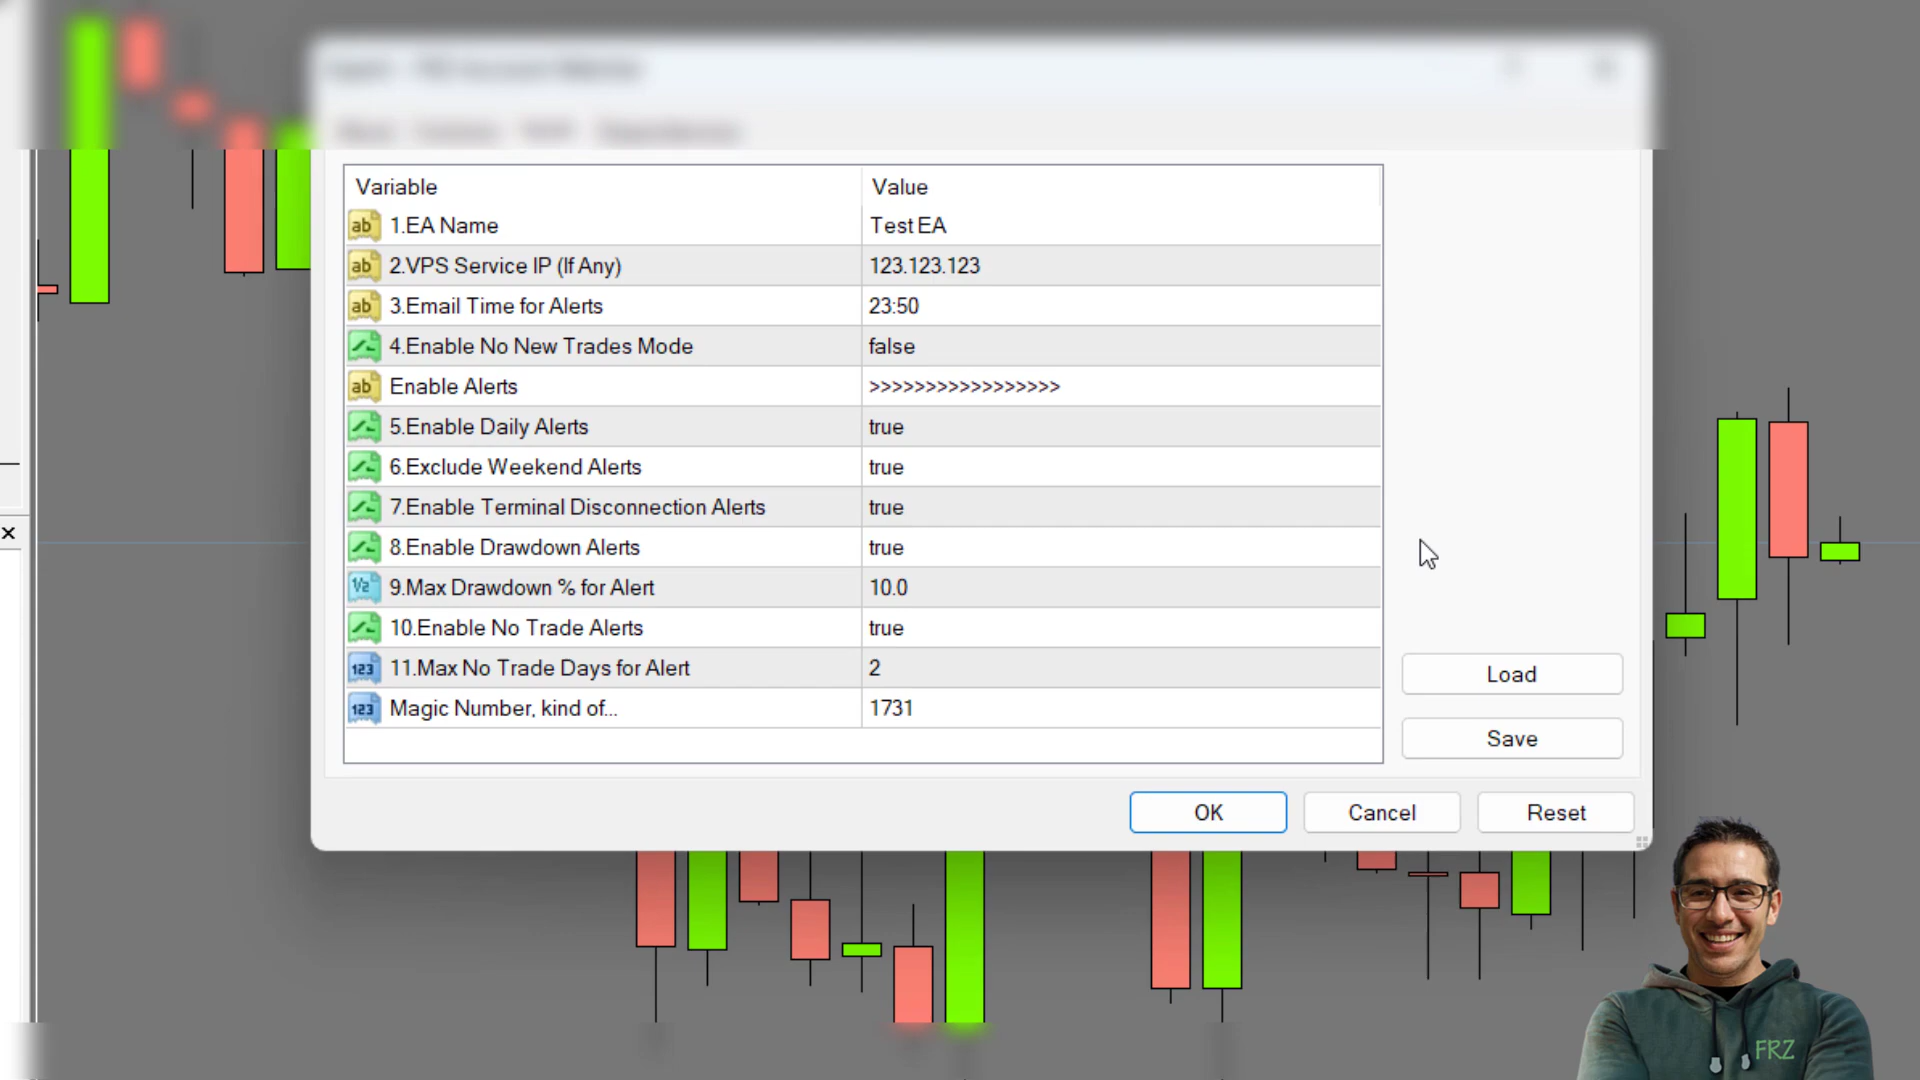 Variable Value
1.EA Name Test EA
2.VPS Service IP (If Any) 123.123.123
3.Email Time for Alerts 23:50
4.Enable No New Trades Mode false
Enable Alerts >>>>>>>>>>>>>>>>>
5.Enable Daily Alerts true
6.Exclude Weekend Alerts true
7.Enable Terminal Disconnection Alerts true
8.Enable Drawdown Alerts true
9.Max Drawdown % for Alert 10.0
10.Enable No Trade Alerts true
11.Max No Trade Days for Alert 2
Magic Number, kind of... 1731
Load
Save
OK Cancel Reset
FRZ